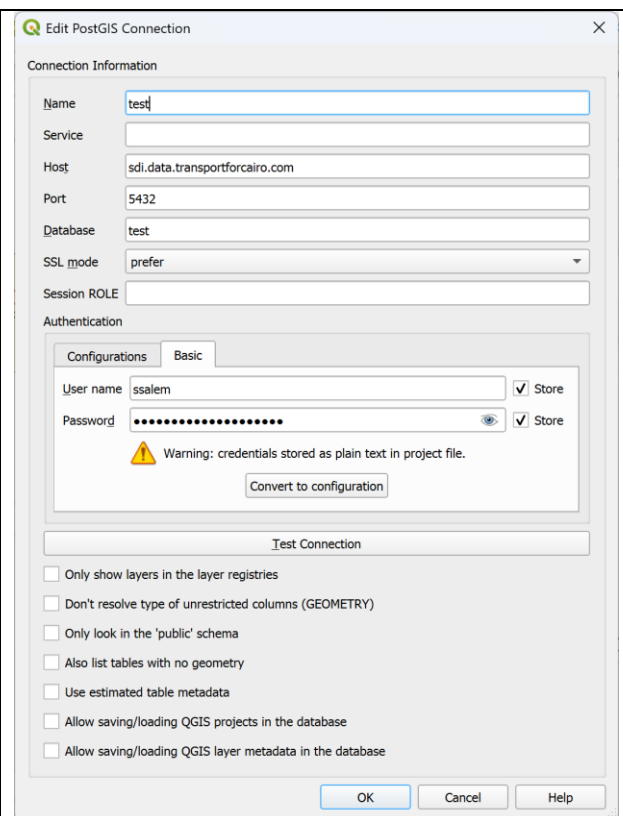 Edit PostGIS Connection
Connection Information
Name test
Service
Host sdi.data.transportforcairo.com
Port 5432
Database test
SSL mode prefer
Session ROLE
Authentication
Configurations Basic
User name ssalem Store
Password ●●●●●●●●●●●●●●●●●●●● Store
Warning: credentials stored as plain text in project file.
Convert to configuration
Test Connection
Only show layers in the layer registries
Don't resolve type of unrestricted columns (GEOMETRY)
Only look in the 'public' schema
Also list tables with no geometry
Use estimated table metadata
Allow saving/loading QGIS projects in the database
Allow saving/loading QGIS layer metadata in the database
OK Cancel Help